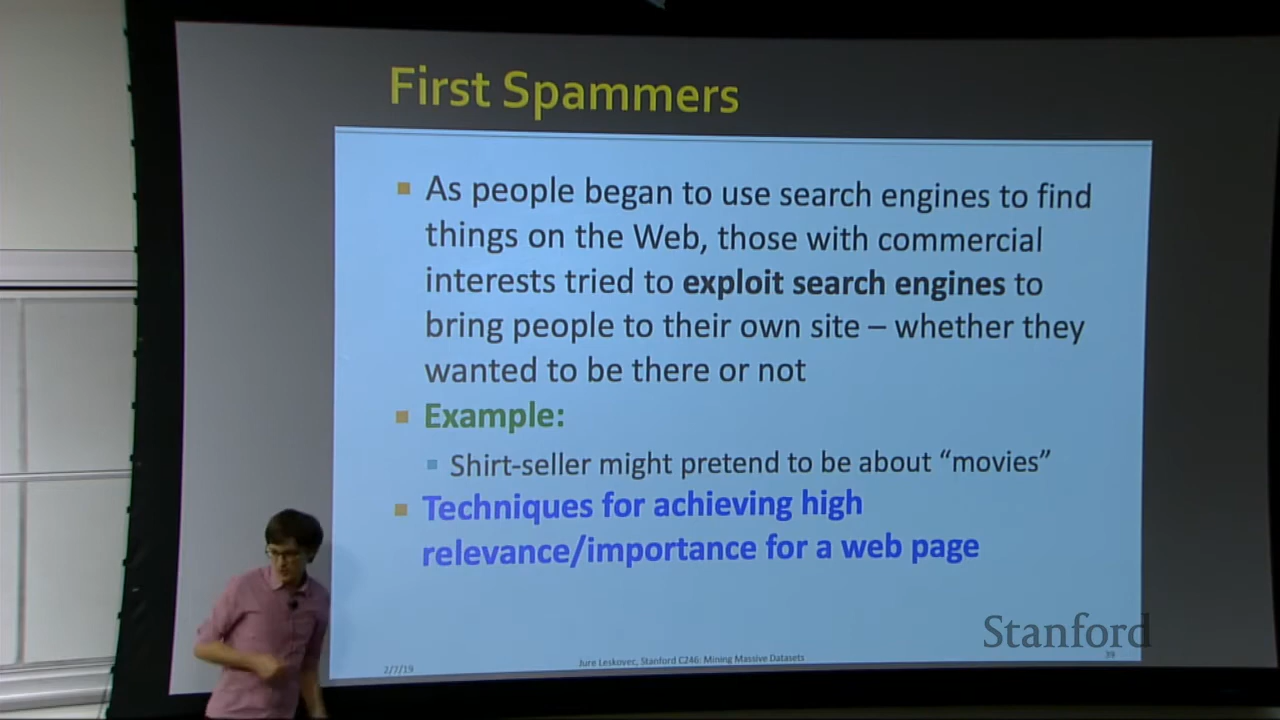 First Spammers
As people began to use search engines to find
things on the Web, those with commercial
interests tried to exploit search engines to
bring people to their own site – whether they
wanted to be there or not
Example:
Shirt-seller might pretend to be about “movies”
Techniques for achieving high
relevance/importance for a web page
Stanford
2/7/19
Jure Leskovec, Stanford C246: Mining Massive Datasets
39